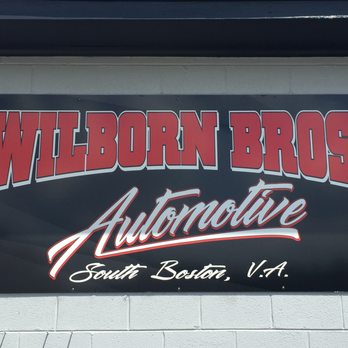 WILBORN BROS
Automotive
South Boston, V.A.